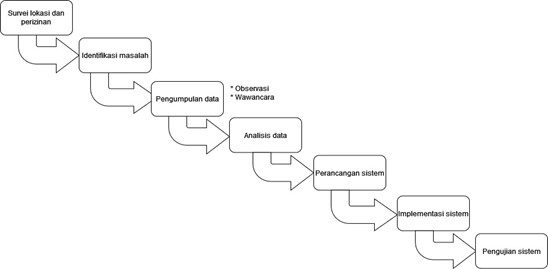 Survei lokasi dan
perizinan
Identifikasi masalah
Pengumpulan data
* Observasi
* Wawancara
Analisis data
Perancangan sistem
Implementasi sistem
Pengujian sistem